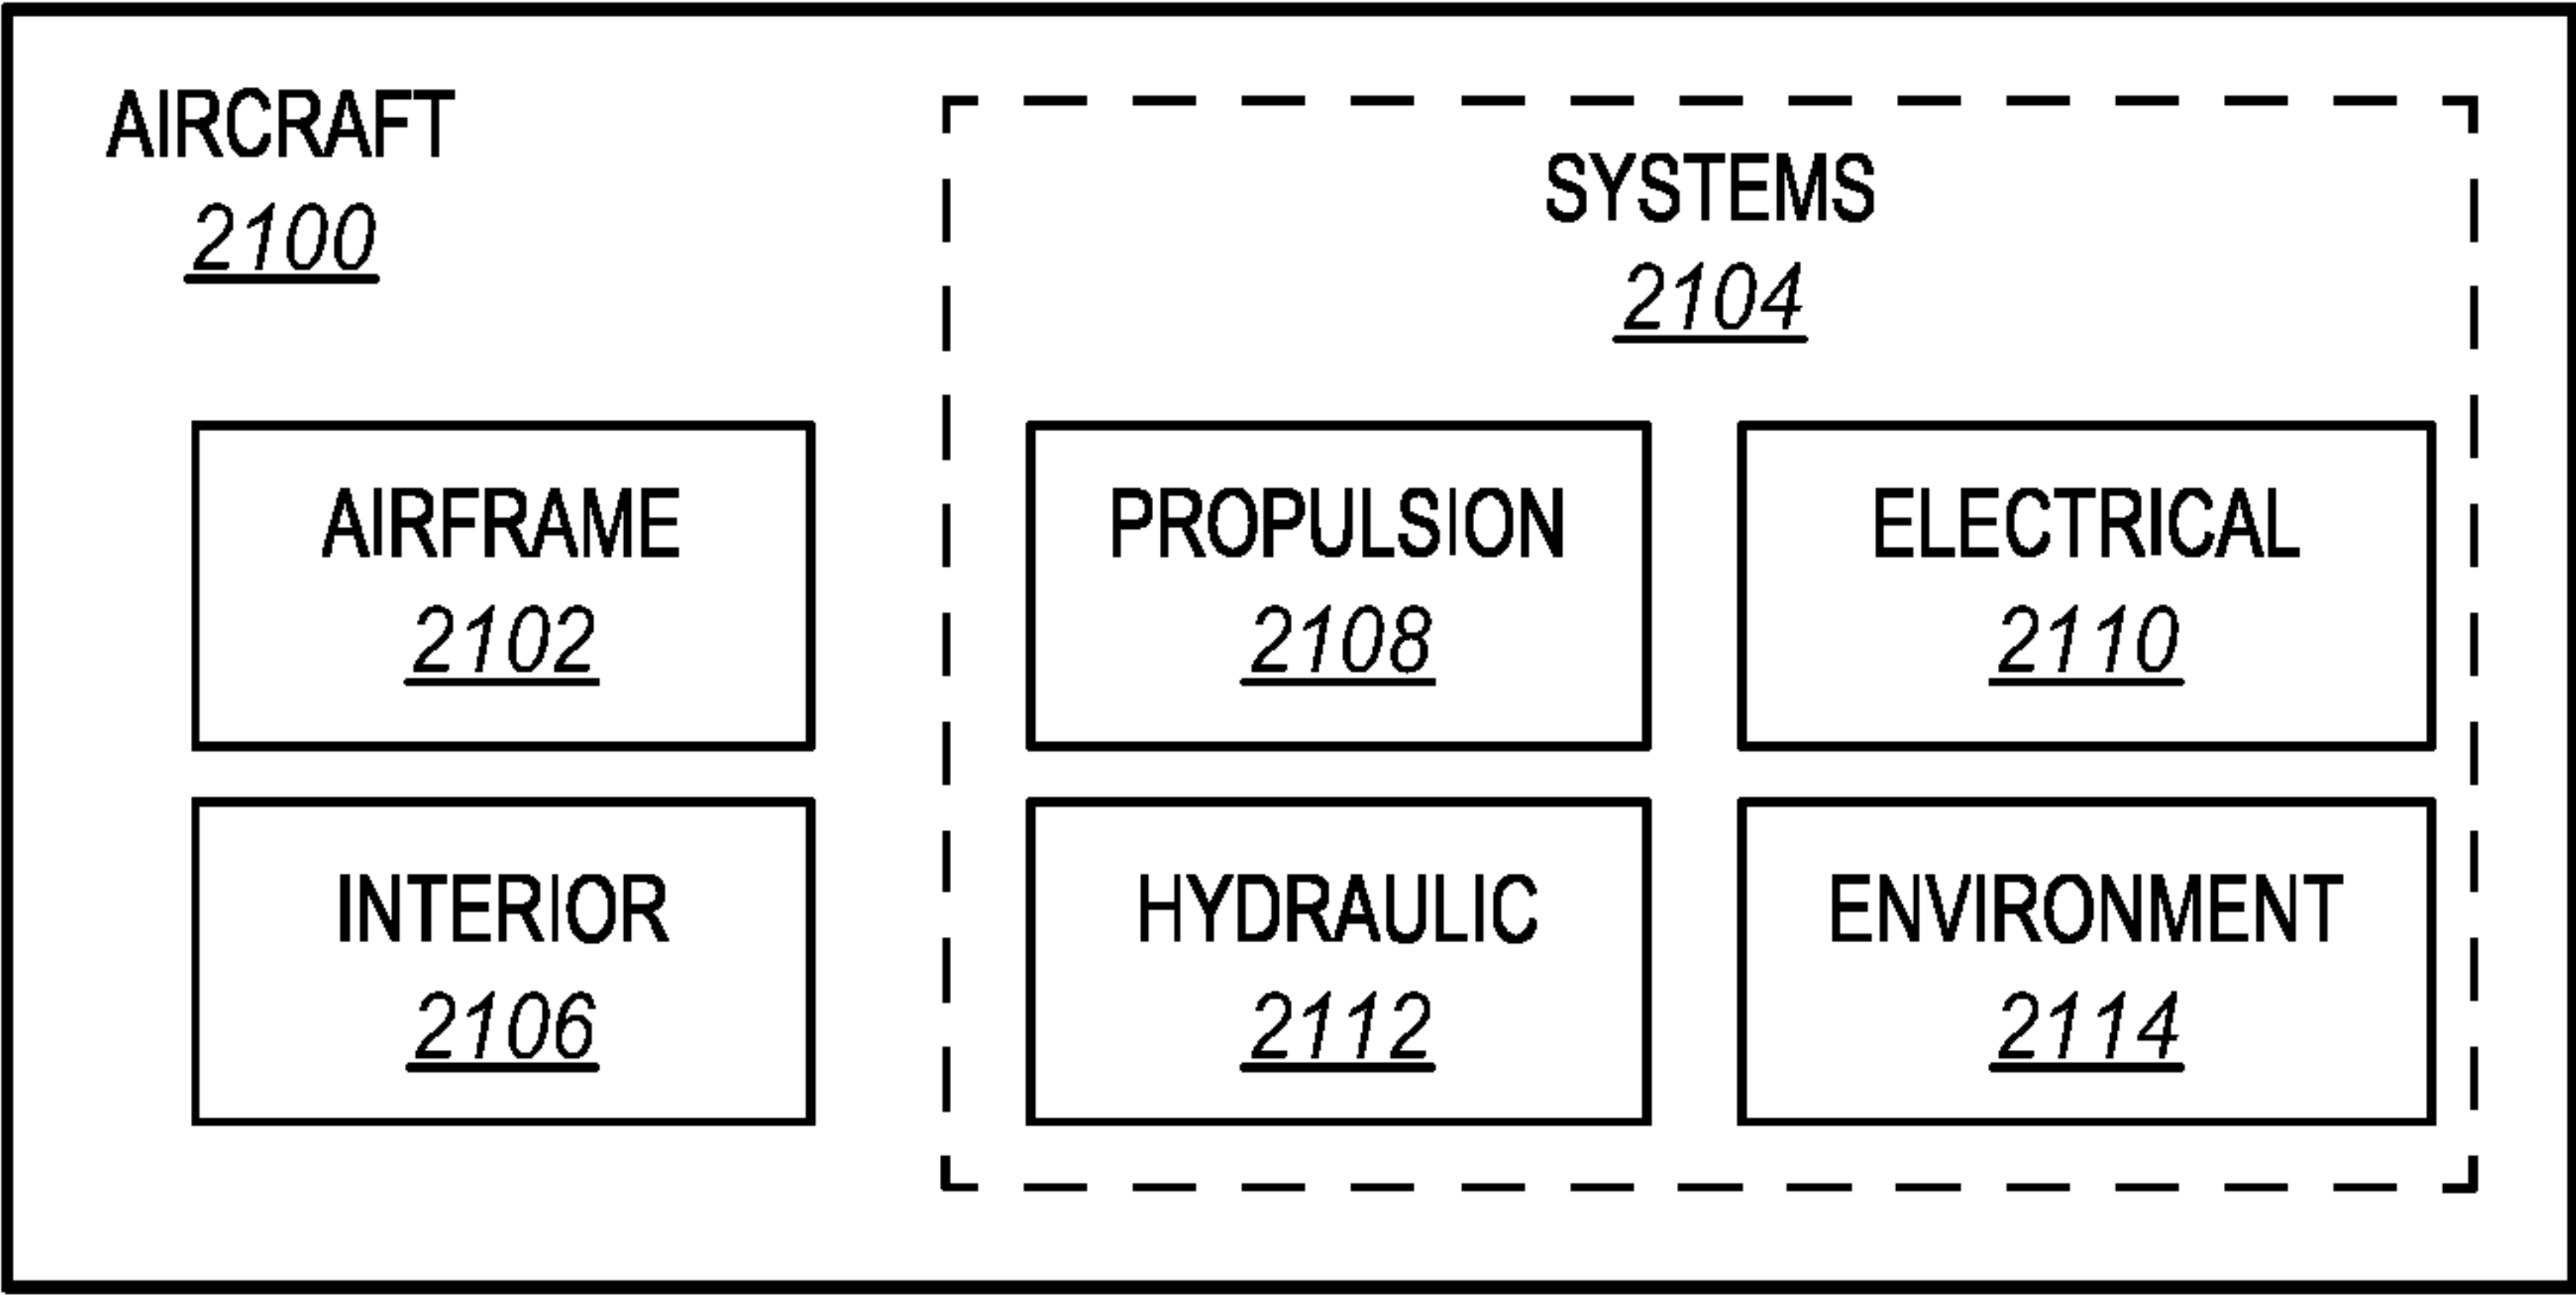 AIRCRAFT
2100
SYSTEMS
2104
AIRFRAME
2102
PROPULSION
2108
ELECTRICAL
2110
INTERIOR
2106
HYDRAULIC
2112
ENVIRONMENT
2114